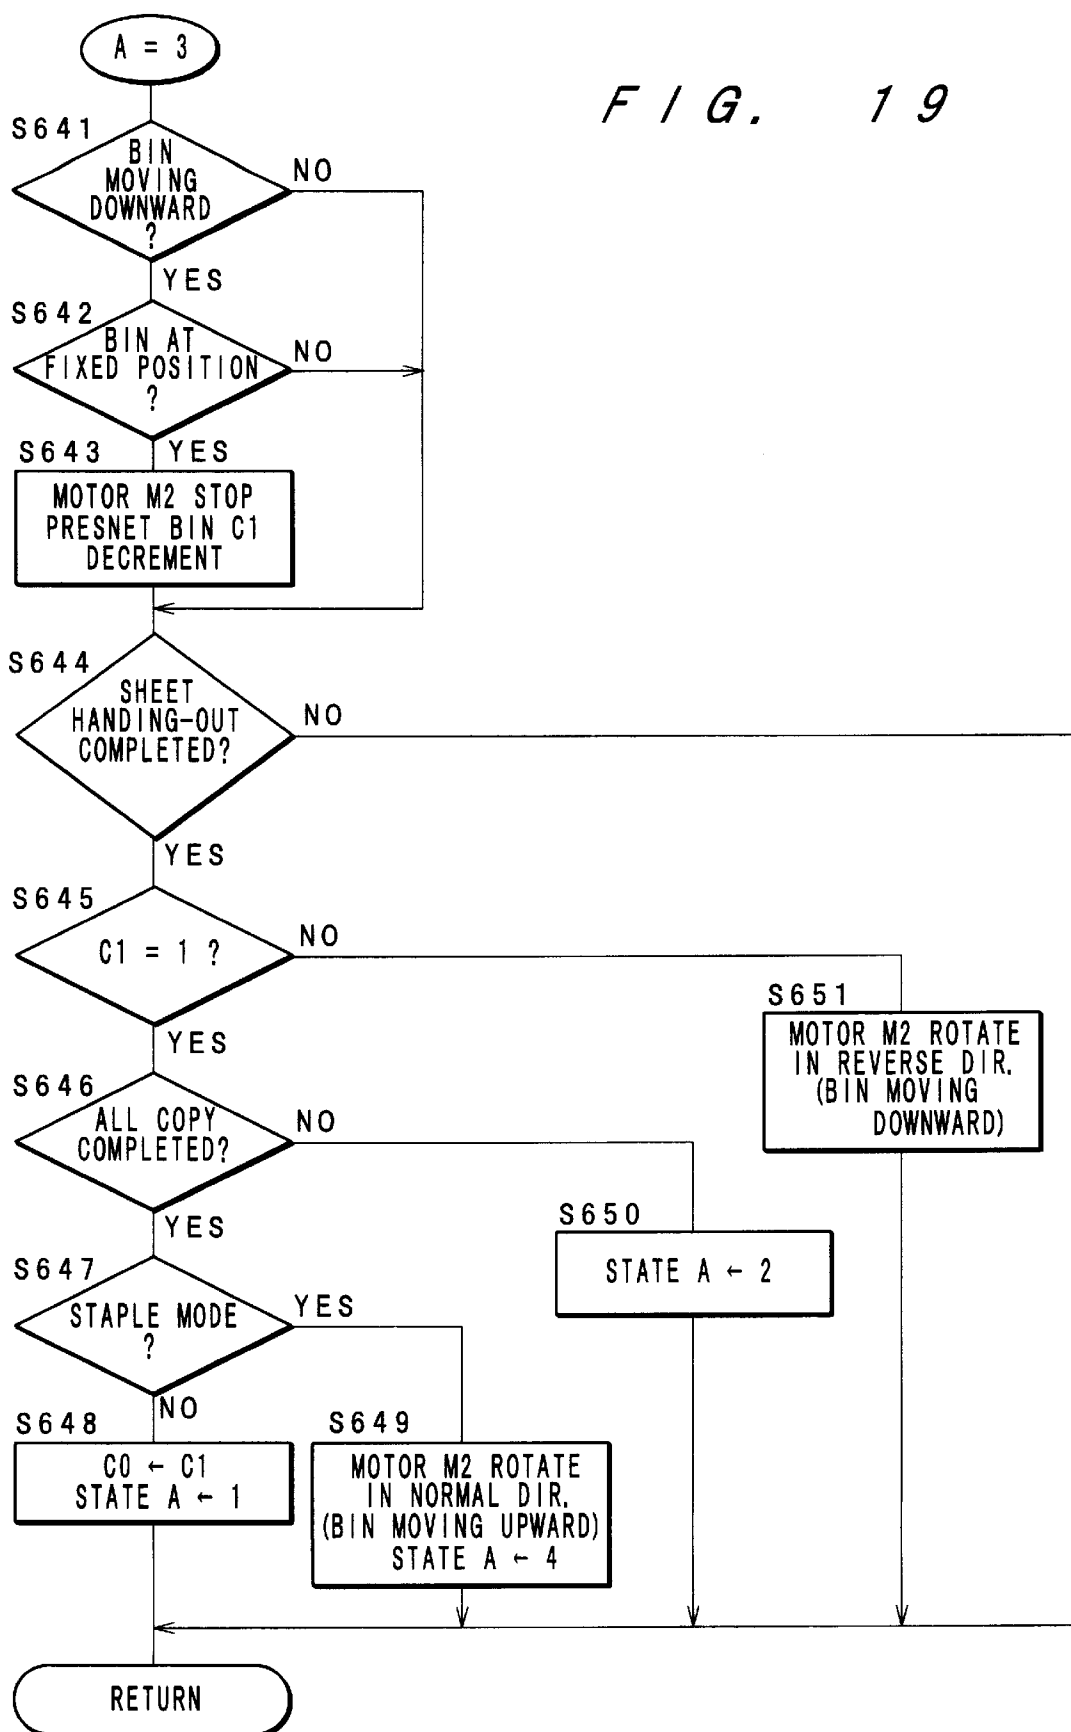 A = 3
FIG. 19
S641
BIN
MOVING
DOWNWARD
?
NO
YES
S642
BIN AT
FIXED POSITION
?
NO
YES
S643
MOTOR M2 STOP
PRESNET BIN C1
DECREMENT
S644
SHEET
HANDING-OUT
COMPLETED?
NO
YES
S645
C1 = 1 ?
NO
YES
S651
MOTOR M2 ROTATE
IN REVERSE DIR.
(BIN MOVING
DOWNWARD)
S646
ALL COPY
COMPLETED?
NO
YES
S650
STATE A ← 2
S647
STAPLE MODE
?
YES
NO
S648
C0 ← C1
STATE A ← 1
S649
MOTOR M2 ROTATE
IN NORMAL DIR.
(BIN MOVING UPWARD)
STATE A ← 4
RETURN